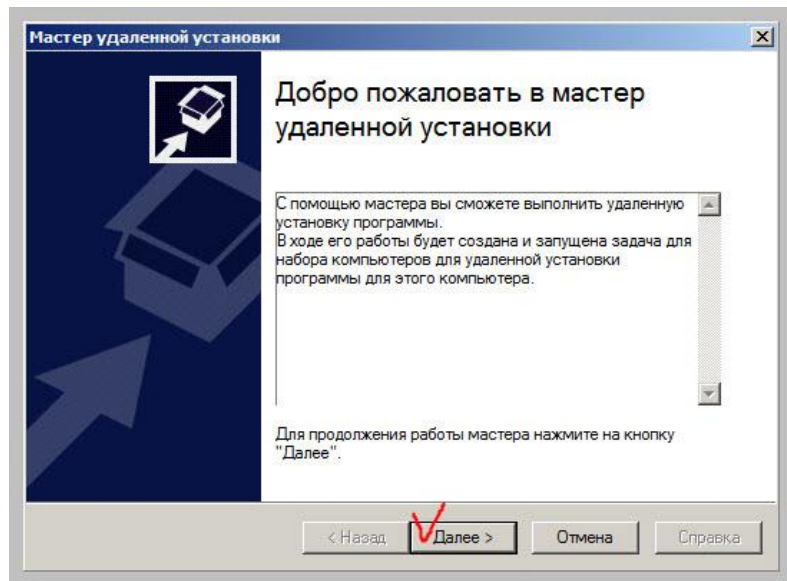 Мастер удаленной установки
Добро пожаловать в мастер
удаленной установки
С помощью мастера вы сможете выполнить удаленную
установку программы.
В ходе его работы будет создана и запущена задача для
набора компьютеров для удаленной установки
программы для этого компьютера.
Для продолжения работы мастера нажмите на кнопку
"Далее".
< Назад Далее > Отмена Справка